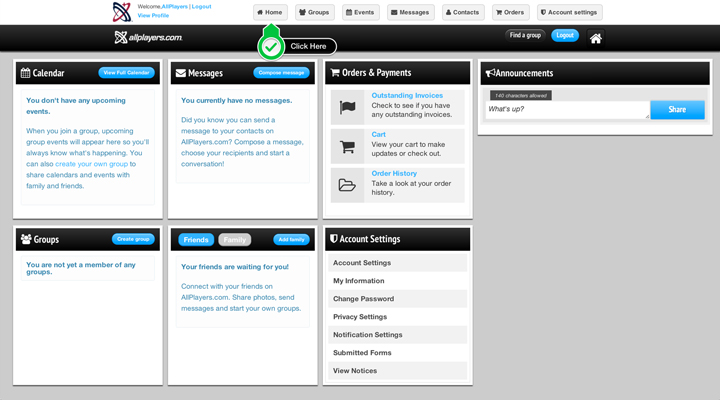 Welcome, AllPlayers | Logout
View Profile
Home
Groups
Events
Messages
Contacts
Orders
Account settings
allplayers.com
Click Here
Find a group
Logout
Calendar
View Full Calendar
You don't have any upcoming
events.
When you join a group, upcoming
group events will appear here so you'll
always know what's happening. You
can also create your own group to
share calendars and events with
family and friends.
Messages
Compose message
You currently have no messages.
Did you know you can send a
message to your contacts on
AllPlayers.com? Compose a message,
choose your recipients and start a
conversation!
Orders & Payments
Outstanding Invoices
Check to see if you have
any outstanding invoices.
Cart
View your cart to make
updates or check out.
Order History
Take a look at your order
history.
Announcements
140 characters allowed
What's up?
Share
Groups
Create group
You are not yet a member of any
groups.
Friends
Family
Add family
Your friends are waiting for you!
Connect with your friends on
AllPlayers.com. Share photos, send
messages and start your own groups.
Account Settings
Account Settings
My Information
Change Password
Privacy Settings
Notification Settings
Submitted Forms
View Notices